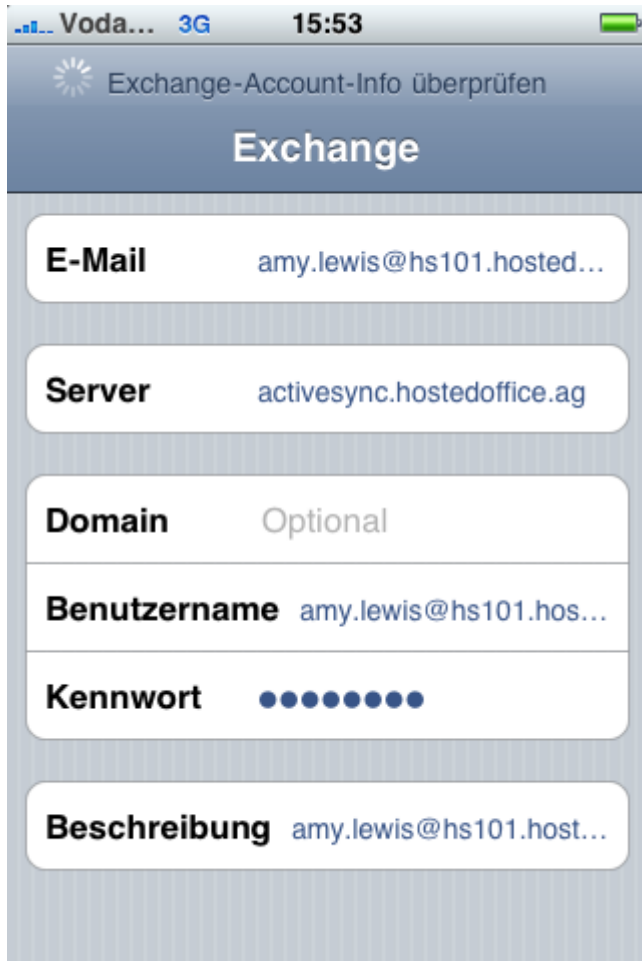 Voda... 3G 15:53
Exchange-Account-Info überprüfen
Exchange
E-Mail amy.lewis@hs101.hosted...
Server activesync.hostedoffice.ag
Domain Optional
Benutzername amy.lewis@hs101.hos...
Kennwort ●●●●●●●●
Beschreibung amy.lewis@hs101.host...